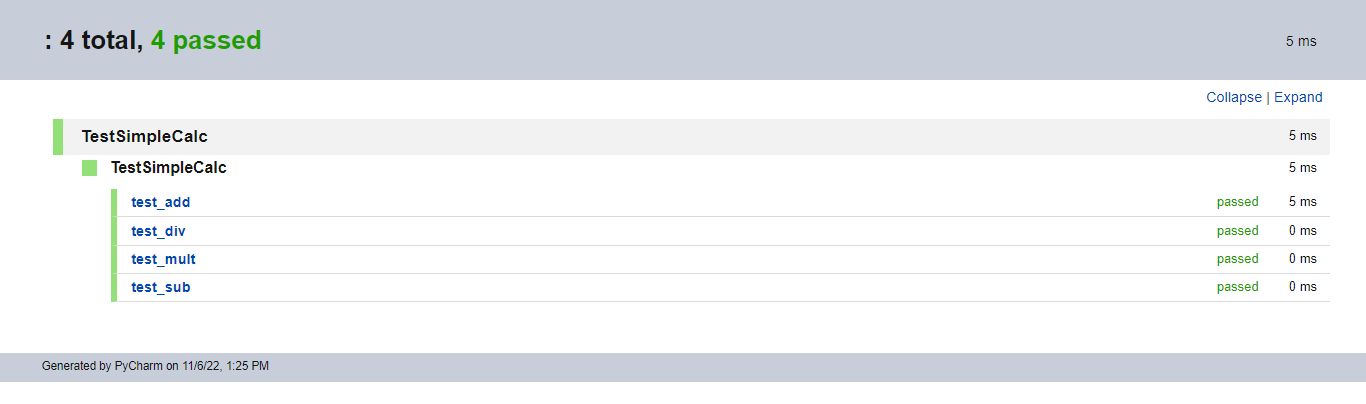 : 4 total, 4 passed 5 ms
Collapse | Expand
TestSimpleCalc 5 ms
TestSimpleCalc 5 ms
test_add passed 5 ms
test_div passed 0 ms
test_mult passed 0 ms
test_sub passed 0 ms
Generated by PyCharm on 11/6/22, 1:25 PM